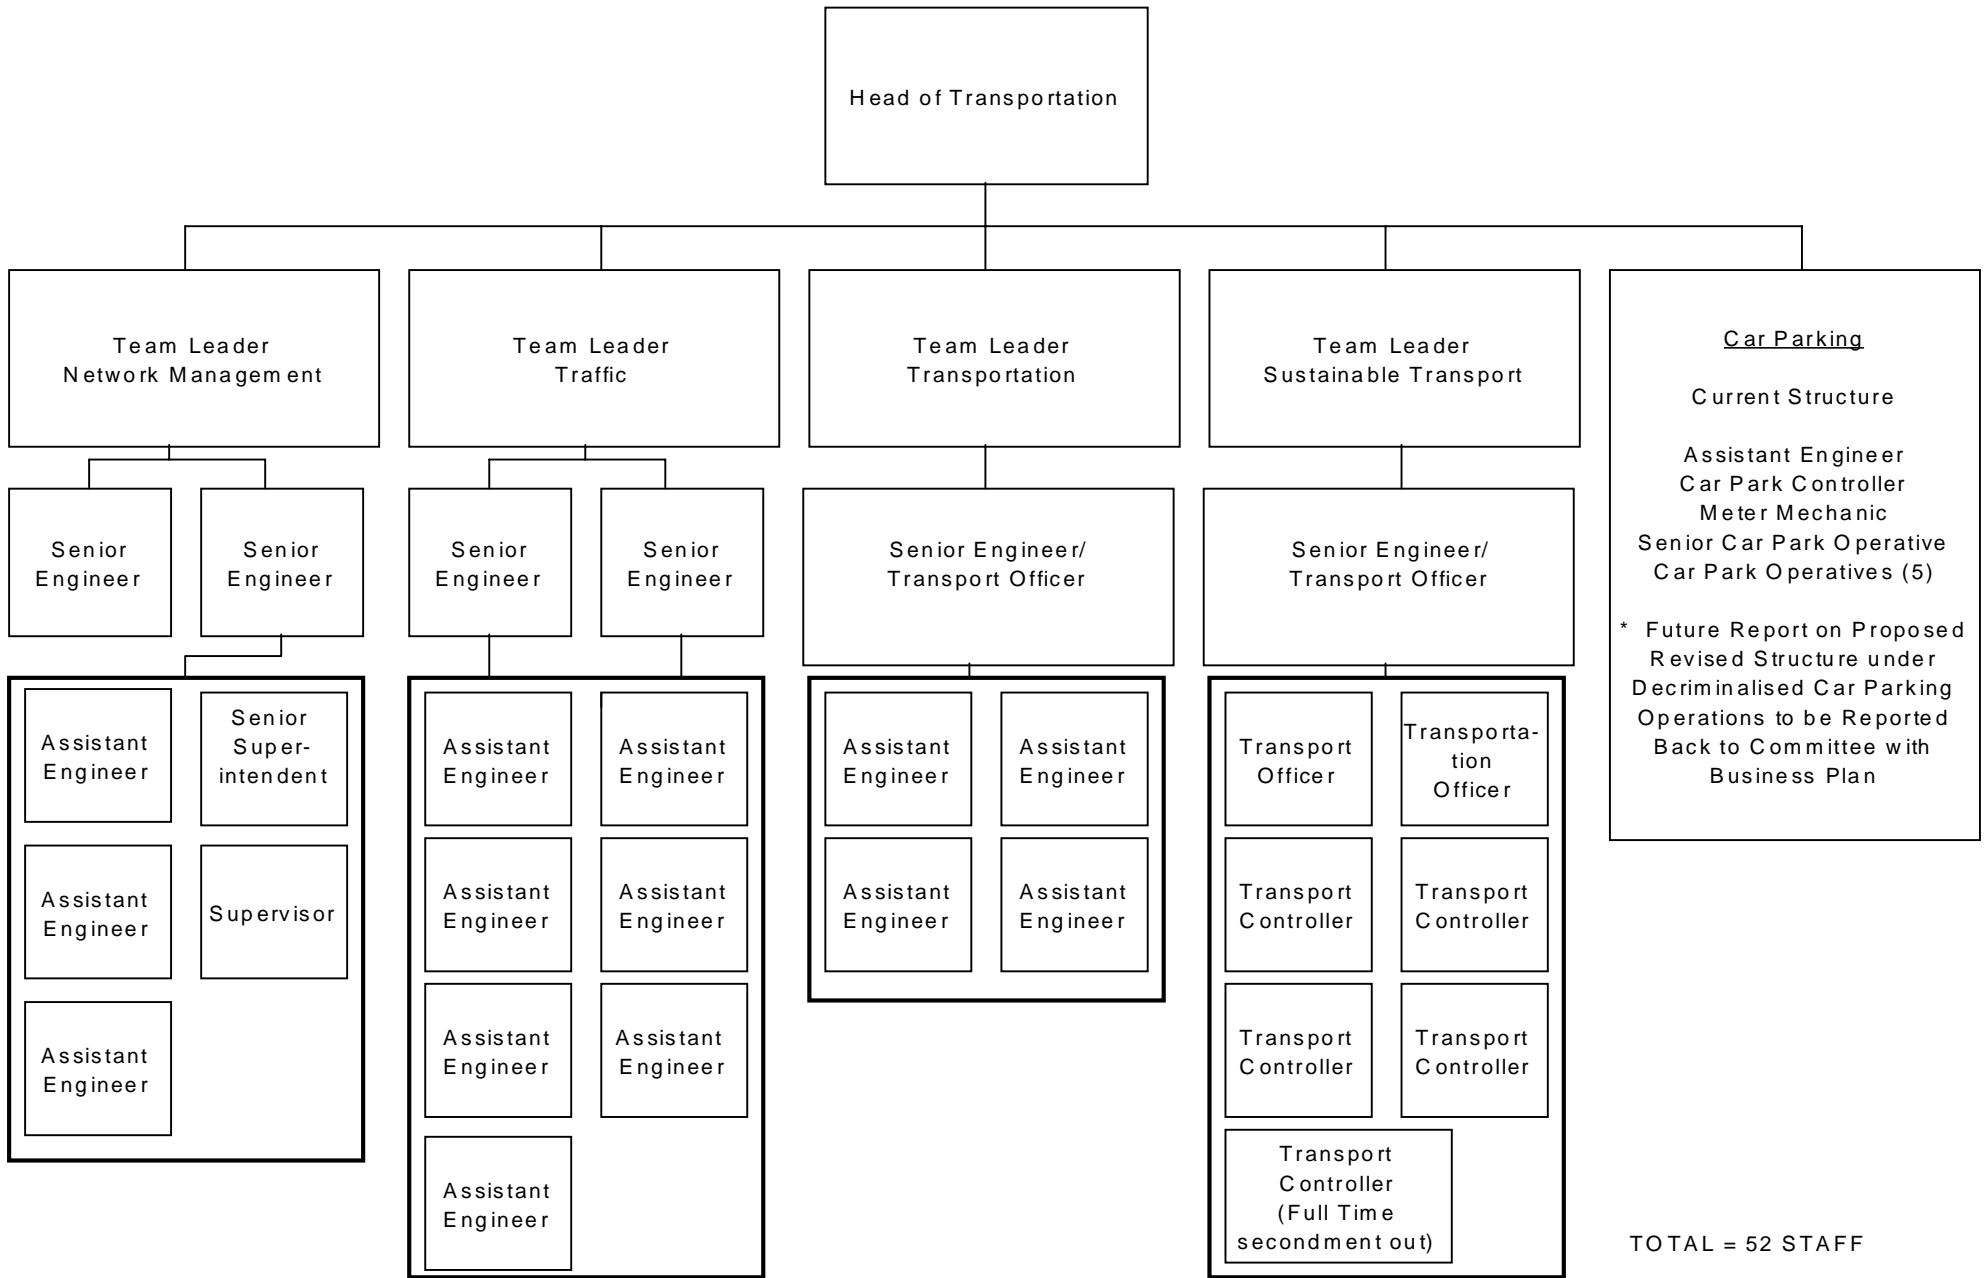 Head of Transportation
Team Leader
Network Management
Team Leader
Traffic
Team Leader
Transportation
Team Leader
Sustainable Transport
Car Parking
Current Structure
Assistant Engineer
Car Park Controller
Meter Mechanic
Senior Car Park Operative
Car Park Operatives (5)
* Future Report on Proposed
Revised Structure under
Decriminalised Car Parking
Operations to be Reported
Back to Committee with
Business Plan
Senior
Engineer
Senior
Engineer
Senior
Engineer
Senior
Engineer
Senior Engineer/
Transport Officer
Senior Engineer/
Transport Officer
Assistant
Engineer
Senior
Super-
intendent
Assistant
Engineer
Supervisor
Assistant
Engineer
Assistant
Engineer
Assistant
Engineer
Assistant
Engineer
Assistant
Engineer
Assistant
Engineer
Assistant
Engineer
Assistant
Engineer
Assistant
Engineer
Assistant
Engineer
Assistant
Engineer
Assistant
Engineer
Transport
Officer
Transporta-
tion
Officer
Transport
Controller
Transport
Controller
Transport
Controller
Transport
Controller
Transport
Controller
(Full Time
secondment out)
TOTAL = 52 STAFF